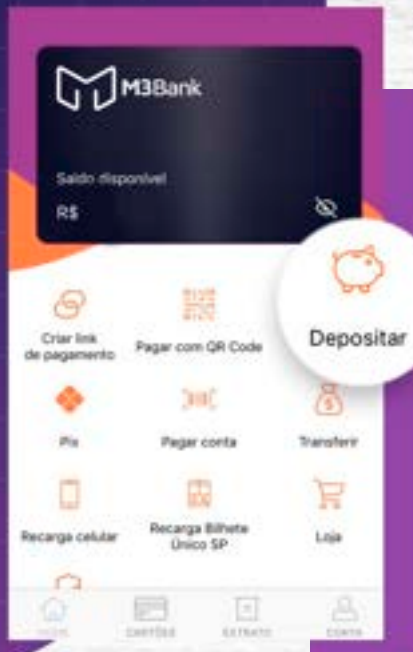 M3Bank
Saldo disponível
R$
Criar link
de pagamento
Pagar com QR Code
Depositar
Pix
Pagar conta
Transferir
Recarga celular
Recarga Bilhete
Único SP
Loja
CARTÕES
EXTRATO
CONTA